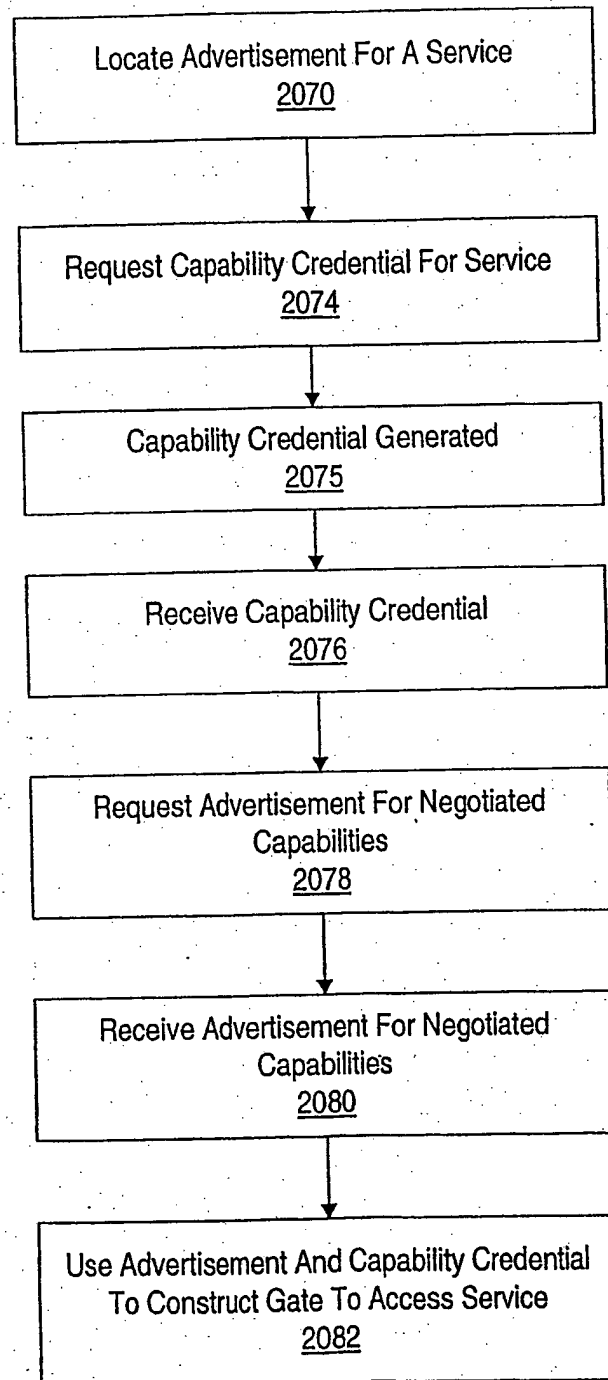 Locate Advertisement For A Service
2070
Request Capability Credential For Service
2074
Capability Credential Generated
2075
Receive Capability Credential
2076
Request Advertisement For Negotiated
Capabilities
2078
Receive Advertisement For Negotiated
Capabilities
2080
Use Advertisement And Capability Credential
To Construct Gate To Access Service
2082